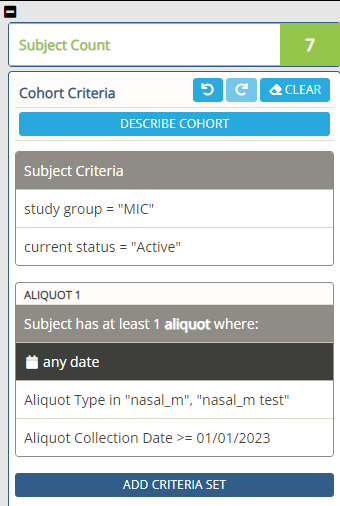 Subject Count 7
Cohort Criteria CLEAR
DESCRIBE COHORT
Subject Criteria
study group = "MIC"
current status = "Active"
ALIQUOT 1
Subject has at least 1 aliquot where:
any date
Aliquot Type in "nasal_m", "nasal_m test"
Aliquot Collection Date >= 01/01/2023
ADD CRITERIA SET